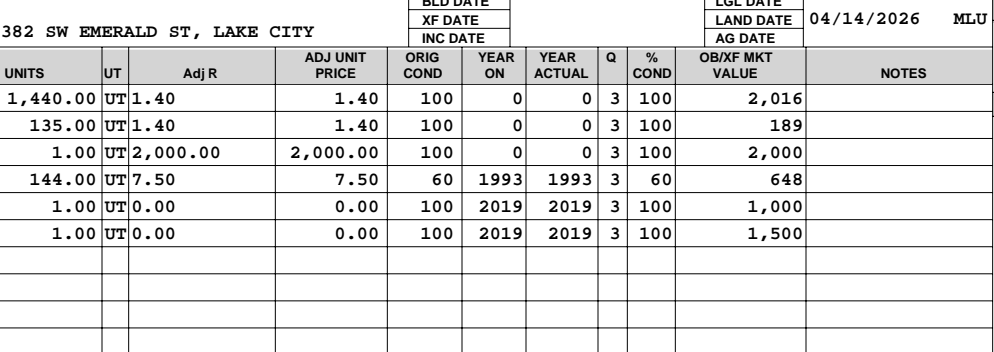 BLD DATE LGL DATE
XF DATE LAND DATE 04/14/2026 MLU
382 SW EMERALD ST, LAKE CITY
INC DATE AG DATE
UNITS UT Adj R ADJ UNIT PRICE ORIG COND YEAR ON YEAR ACTUAL Q % COND OB/XF MKT VALUE NOTES
1,440.00 UT 1.40 1.40 100 0 0 3 100 2,016
135.00 UT 1.40 1.40 100 0 0 3 100 189
1.00 UT 2,000.00 2,000.00 100 0 0 3 100 2,000
144.00 UT 7.50 7.50 60 1993 1993 3 60 648
1.00 UT 0.00 0.00 100 2019 2019 3 100 1,000
1.00 UT 0.00 0.00 100 2019 2019 3 100 1,500